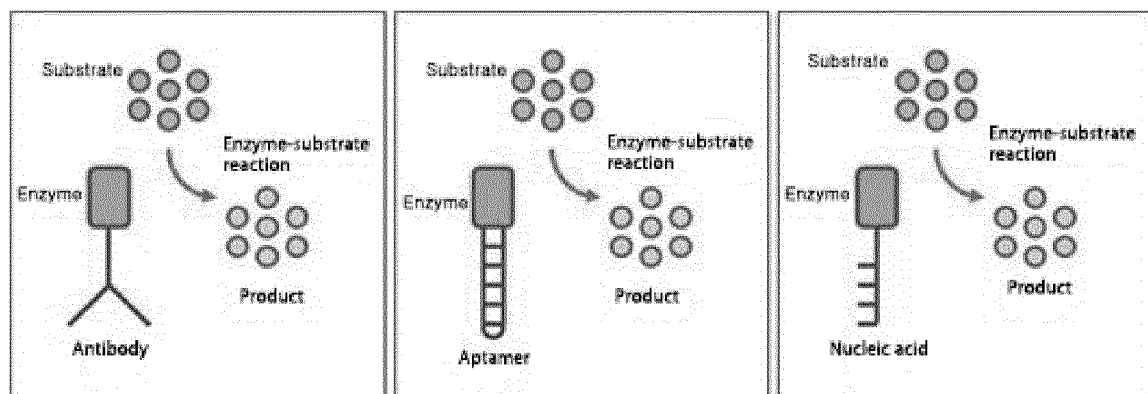 Substrate
Enzyme-substrate
reaction
Enzyme
Product
Antibody
Substrate
Enzyme-substrate
reaction
Enzyme
Product
Aptamer
Substrate
Enzyme-substrate
reaction
Enzyme
Product
Nucleic acid